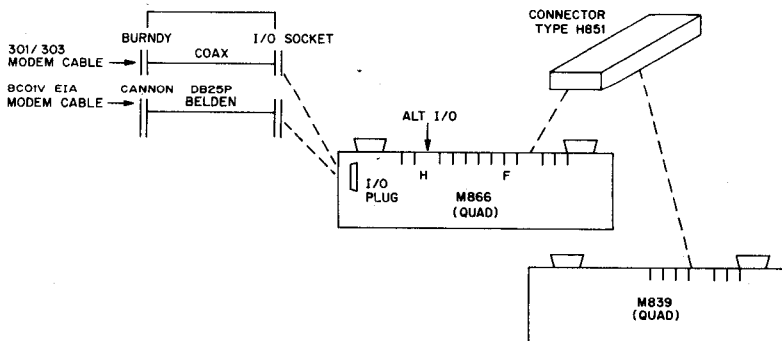 CONNECTOR
TYPE H851
BURNDY
I/O SOCKET
301/303
MODEM CABLE
COAX
8C01V EIA
MODEM CABLE
CANNON
DB25P
BELDEN
ALT I/O
H
F
I/O
PLUG
M866
(QUAD)
M839
(QUAD)